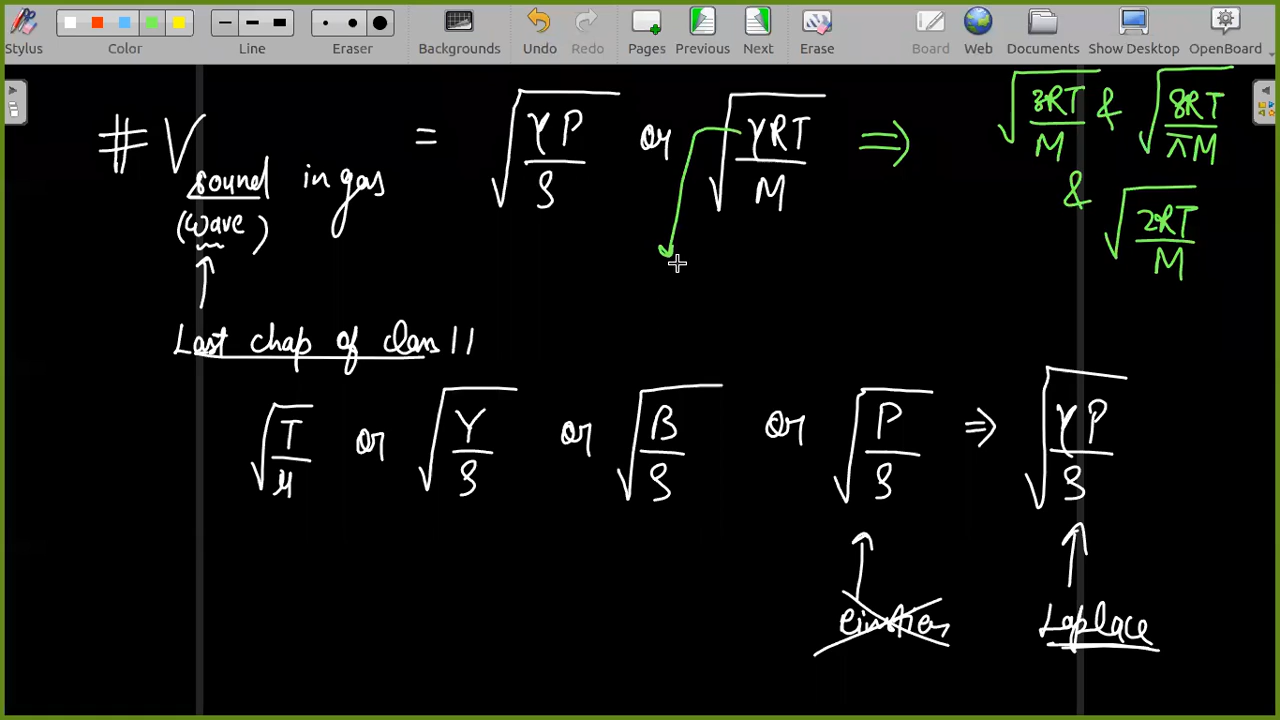 Stylus Color Line Eraser Backgrounds Undo Redo Pages Previous Next Erase Board Web Documents Show Desktop OpenBoard
# V sound in gas = √(γP/ρ) or √(γRT/M) ⇒ √(3RT/M) & √(8RT/πM)
(wave)
& √(2RT/M)
Last chap of class 11
√(T/μ) or √(Y/ρ) or √(B/ρ) or √(P/ρ) ⇒ √(γP/ρ)
Laplace